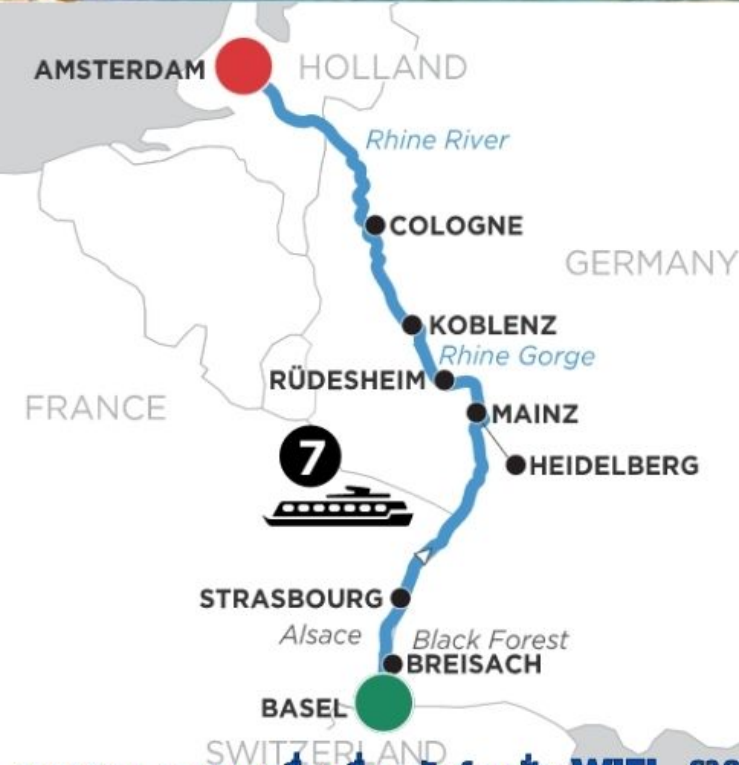 AMSTERDAM
HOLLAND
Rhine River
COLOGNE
GERMANY
KOBLENZ
Rhine Gorge
RÜDESHEIM
FRANCE
MAINZ
7
HEIDELBERG
STRASBOURG
Alsace
Black Forest
BREISACH
BASEL
SWITZERLAND